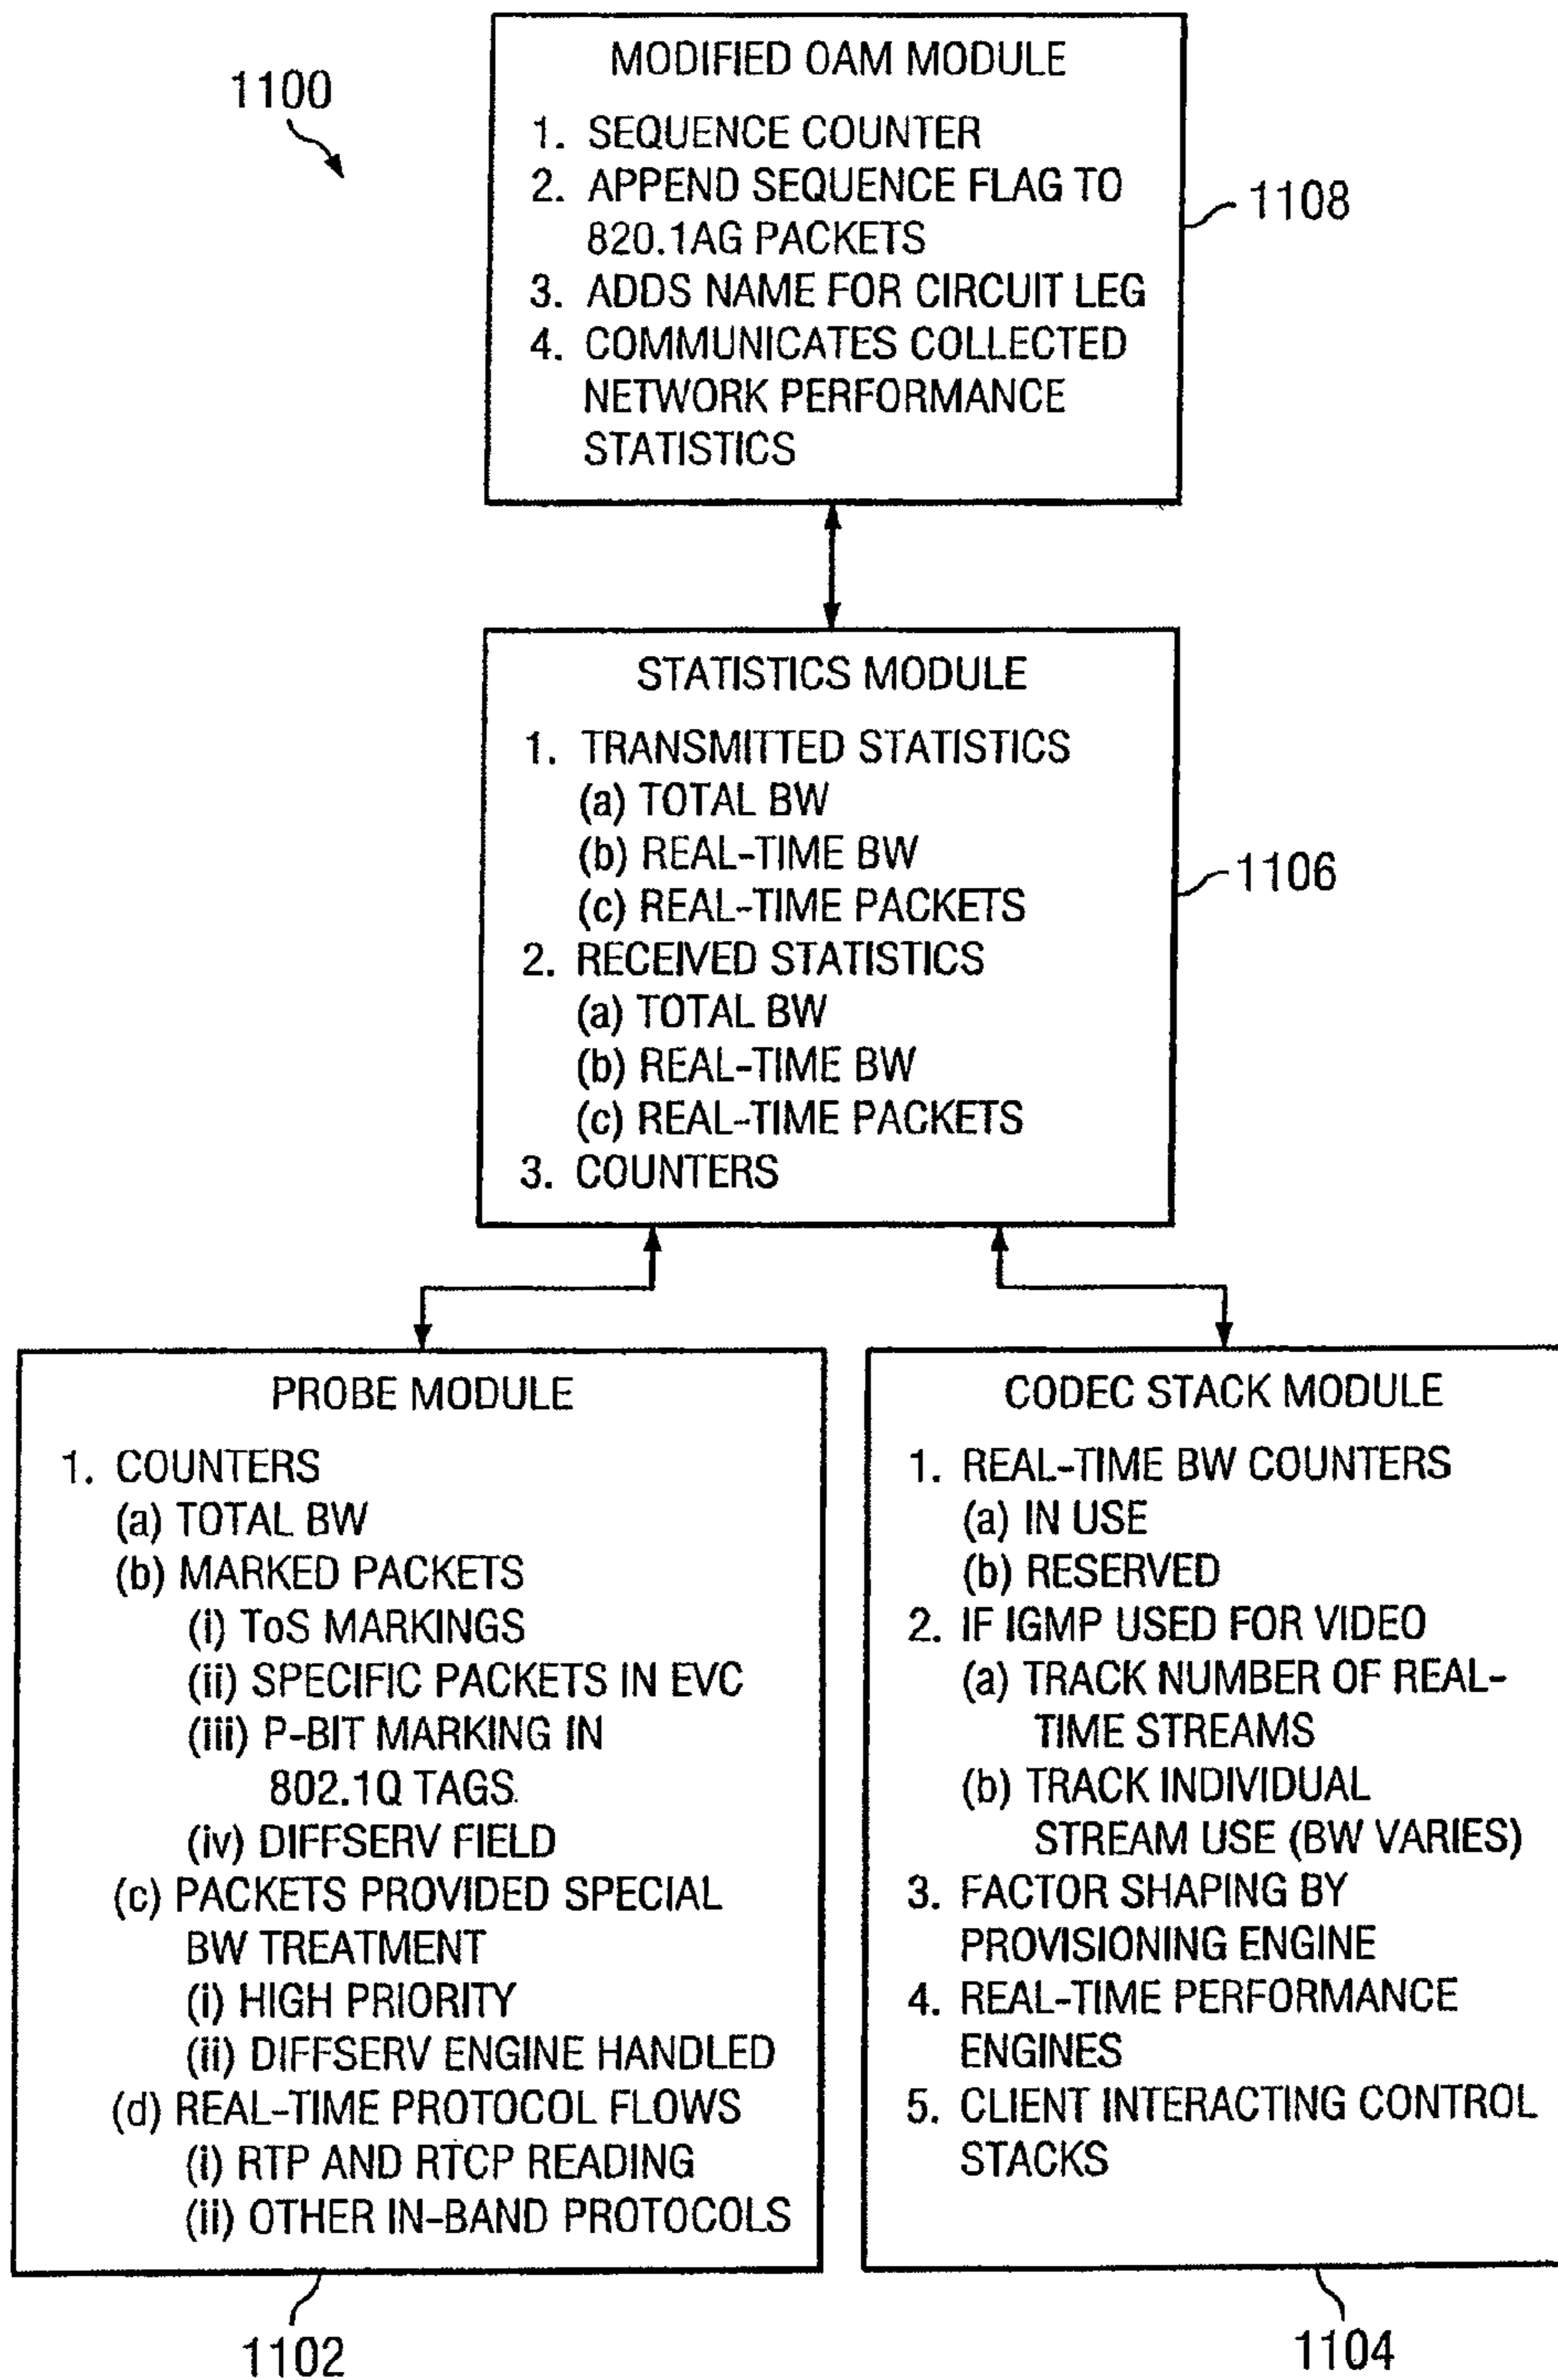 1100
MODIFIED OAM MODULE
1. SEQUENCE COUNTER
2. APPEND SEQUENCE FLAG TO
820.1AG PACKETS
3. ADDS NAME FOR CIRCUIT LEG
4. COMMUNICATES COLLECTED
NETWORK PERFORMANCE
STATISTICS
1108
STATISTICS MODULE
1. TRANSMITTED STATISTICS
(a) TOTAL BW
(b) REAL-TIME BW
(c) REAL-TIME PACKETS
2. RECEIVED STATISTICS
(a) TOTAL BW
(b) REAL-TIME BW
(c) REAL-TIME PACKETS
3. COUNTERS
1106
PROBE MODULE
1. COUNTERS
(a) TOTAL BW
(b) MARKED PACKETS
(i) ToS MARKINGS
(ii) SPECIFIC PACKETS IN EVC
(iii) P-BIT MARKING IN
802.1Q TAGS
(iv) DIFFSERV FIELD
(c) PACKETS PROVIDED SPECIAL
BW TREATMENT
(i) HIGH PRIORITY
(ii) DIFFSERV ENGINE HANDLED
(d) REAL-TIME PROTOCOL FLOWS
(i) RTP AND RTCP READING
(ii) OTHER IN-BAND PROTOCOLS
1102
CODEC STACK MODULE
1. REAL-TIME BW COUNTERS
(a) IN USE
(b) RESERVED
2. IF IGMP USED FOR VIDEO
(a) TRACK NUMBER OF REAL-
TIME STREAMS
(b) TRACK INDIVIDUAL
STREAM USE (BW VARIES)
3. FACTOR SHAPING BY
PROVISIONING ENGINE
4. REAL-TIME PERFORMANCE
ENGINES
5. CLIENT INTERACTING CONTROL
STACKS
1104